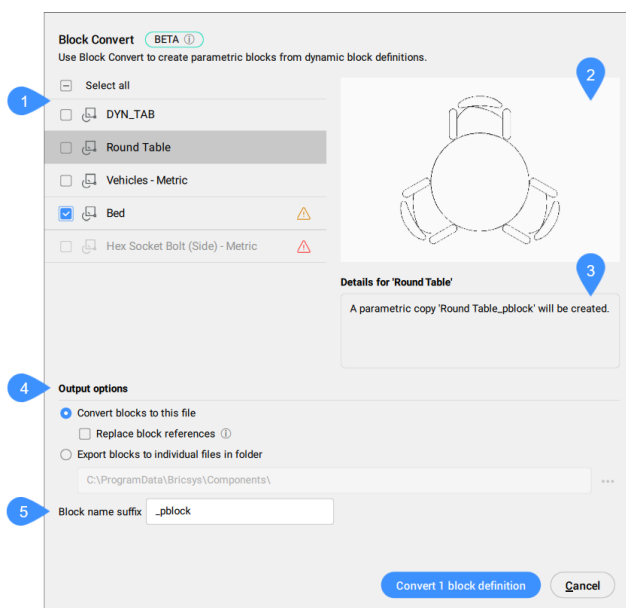 Block Convert BETA
Use Block Convert to create parametric blocks from dynamic block definitions.
1
Select all
DYN_TAB
Round Table
Vehicles - Metric
Bed
Hex Socket Bolt (Side) - Metric
2
3
Details for 'Round Table'
A parametric copy 'Round Table_pblock' will be created.
4
Output options
Convert blocks to this file
Replace block references
Export blocks to individual files in folder
C:\ProgramData\Bricsys\Components\
5
Block name suffix _pblock
Convert 1 block definition Cancel